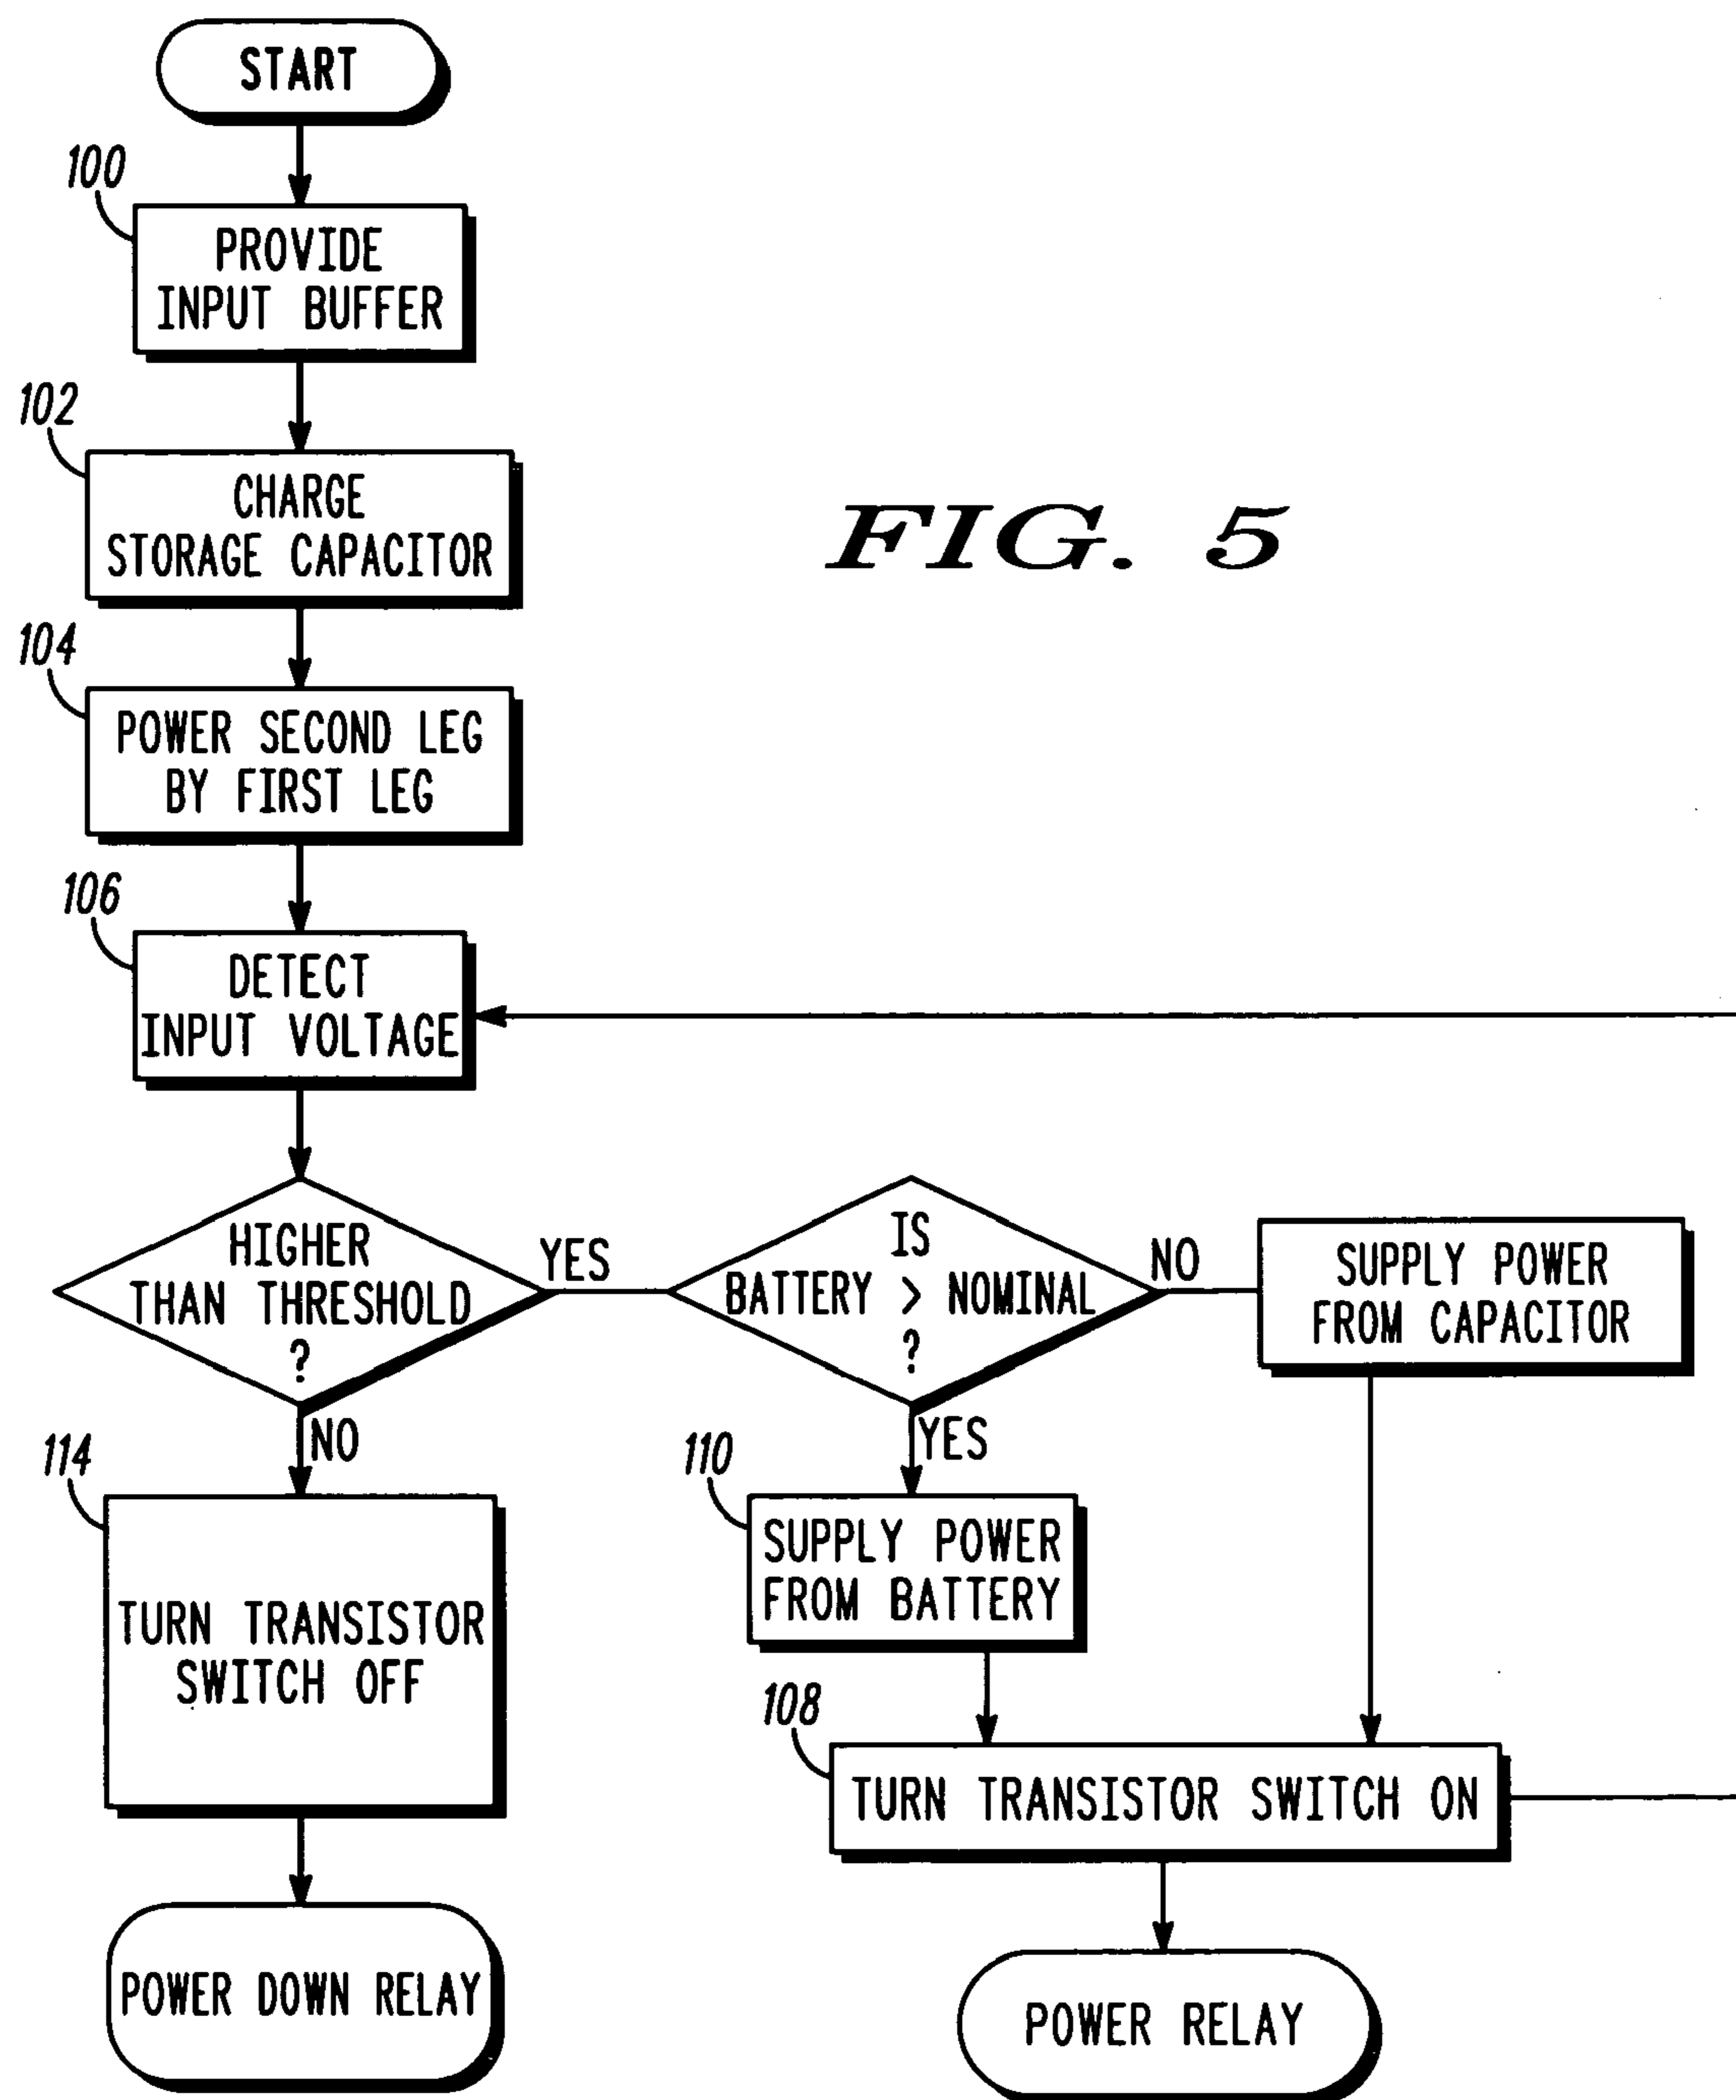 START
100
PROVIDE
INPUT BUFFER
102
CHARGE
STORAGE CAPACITOR
FIG. 5
104
POWER SECOND LEG
BY FIRST LEG
106
DETECT
INPUT VOLTAGE
HIGHER
THAN THRESHOLD
?
YES
IS
BATTERY > NOMINAL
?
NO
SUPPLY POWER
FROM CAPACITOR
NO
YES
114
TURN TRANSISTOR
SWITCH OFF
110
SUPPLY POWER
FROM BATTERY
108
TURN TRANSISTOR SWITCH ON
POWER DOWN RELAY
POWER RELAY